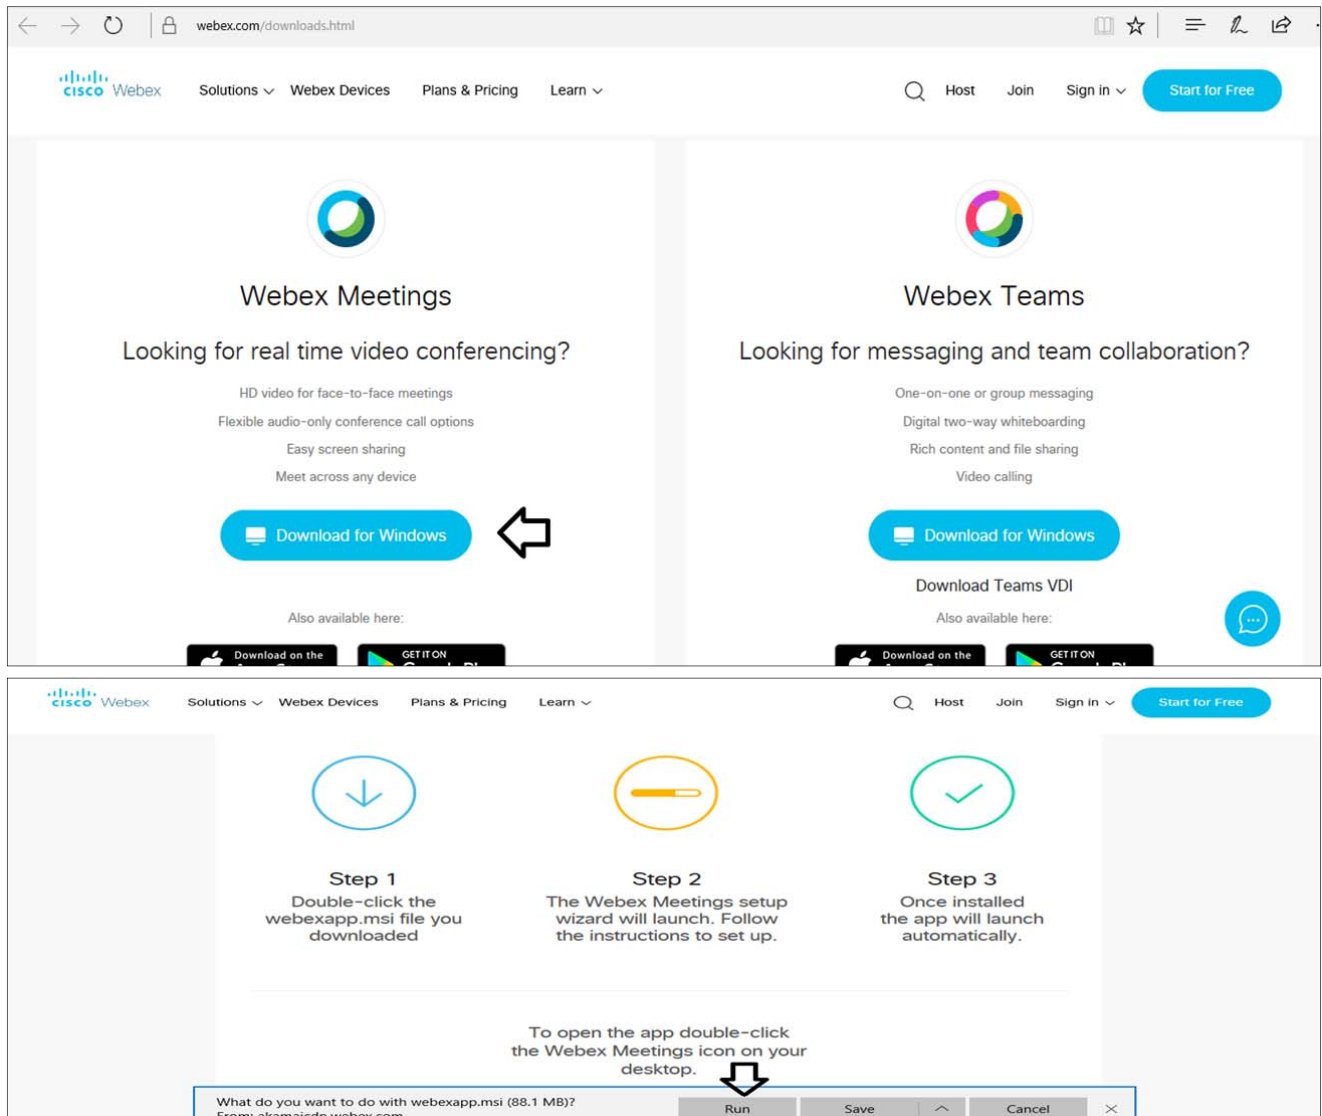 webex.com/downloads.html
cisco Webex Solutions Webex Devices Plans & Pricing Learn Host Join Sign in Start for Free
Webex Meetings
Looking for real time video conferencing?
HD video for face-to-face meetings
Flexible audio-only conference call options
Easy screen sharing
Meet across any device
Download for Windows
Also available here:
Download on the
GET IT ON
Webex Teams
Looking for messaging and team collaboration?
One-on-one or group messaging
Digital two-way whiteboarding
Rich content and file sharing
Video calling
Download for Windows
Download Teams VDI
Also available here:
Download on the
GET IT ON
cisco Webex Solutions Webex Devices Plans & Pricing Learn Host Join Sign in Start for Free
Step 1
Double-click the
webexapp.msi file you
downloaded
Step 2
The Webex Meetings setup
wizard will launch. Follow
the instructions to set up.
Step 3
Once installed
the app will launch
automatically.
To open the app double-click
the Webex Meetings icon on your
desktop.
What do you want to do with webexapp.msi (88.1 MB)?
From: akamaicdn.webex.com
Run Save Cancel